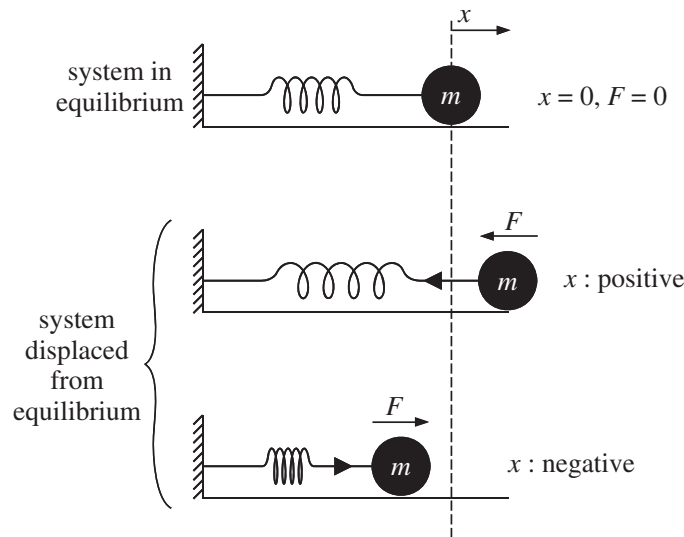 x
system in
equilibrium
m
x = 0, F = 0
F
m
x : positive
system
displaced
from
equilibrium
F
m
x : negative